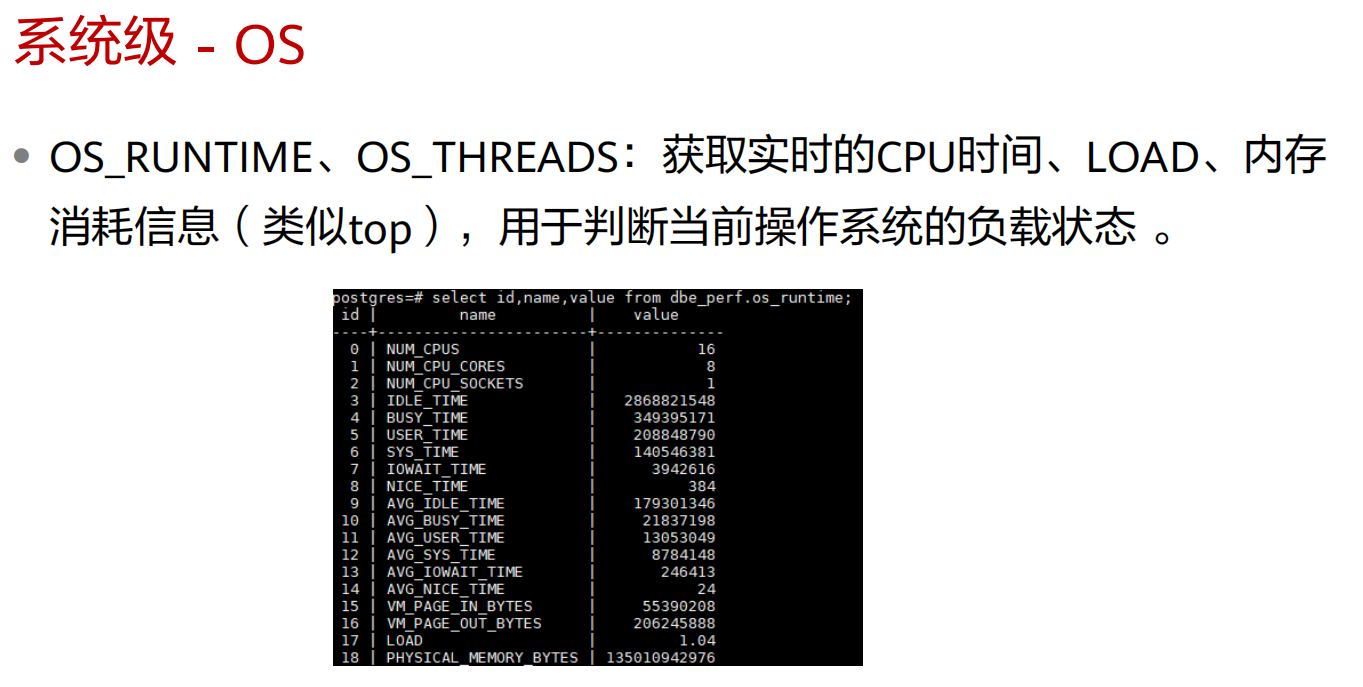 系统级 - OS
• OS_RUNTIME、OS_THREADS：获取实时的CPU时间、LOAD、内存
消耗信息（类似top），用于判断当前操作系统的负载状态 。
postgres=# select id,name,value from dbe_perf.os_runtime;
 id |          name          |    value
----+------------------------+--------------
  0 | NUM_CPUS               |           16
  1 | NUM_CPU_CORES          |            8
  2 | NUM_CPU_SOCKETS        |            1
  3 | IDLE_TIME              |   2868821548
  4 | BUSY_TIME              |    349395171
  5 | USER_TIME              |    208848790
  6 | SYS_TIME               |    140546381
  7 | IOWAIT_TIME            |      3942616
  8 | NICE_TIME              |          384
  9 | AVG_IDLE_TIME          |    179301346
 10 | AVG_BUSY_TIME          |     21837198
 11 | AVG_USER_TIME          |     13053049
 12 | AVG_SYS_TIME           |      8784148
 13 | AVG_IOWAIT_TIME        |       246413
 14 | AVG_NICE_TIME          |           24
 15 | VM_PAGE_IN_BYTES       |     55390208
 16 | VM_PAGE_OUT_BYTES      |    206245888
 17 | LOAD                   |         1.04
 18 | PHYSICAL_MEMORY_BYTES | 135010942976